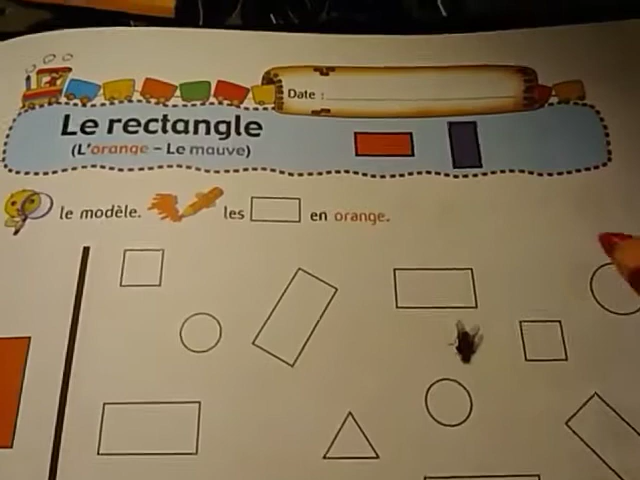 Date :
Le rectangle
(L'orange - Le mauve)
le modèle. les en orange.